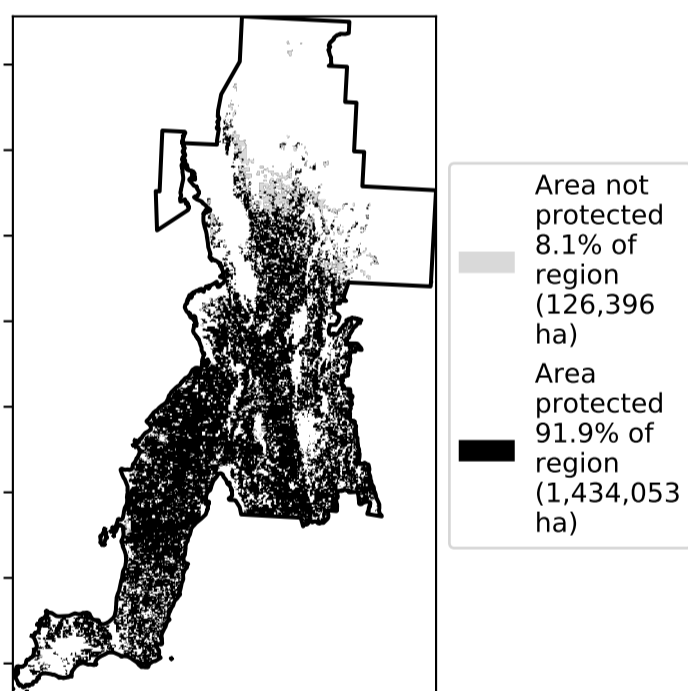 Area not
protected
8.1% of
region
(126,396
ha)
Area
protected
91.9% of
region
(1,434,053
ha)